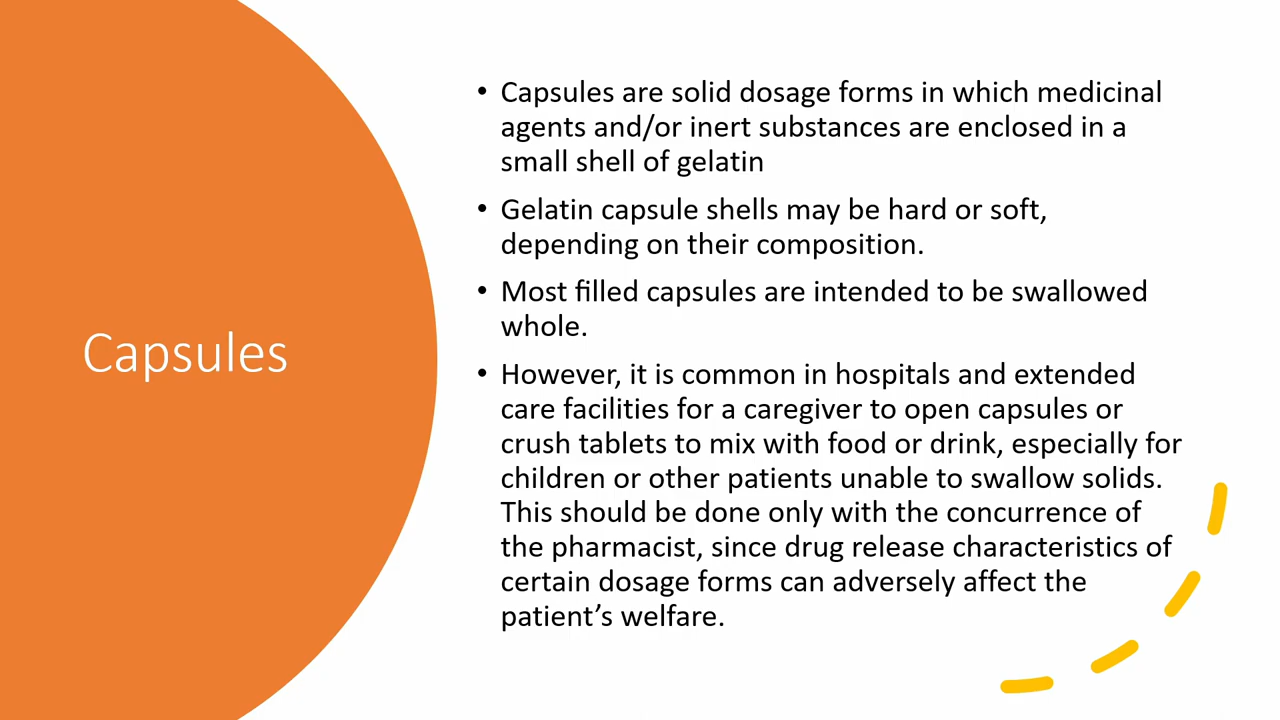 Capsules
• Capsules are solid dosage forms in which medicinal
agents and/or inert substances are enclosed in a
small shell of gelatin
• Gelatin capsule shells may be hard or soft,
depending on their composition.
• Most filled capsules are intended to be swallowed
whole.
• However, it is common in hospitals and extended
care facilities for a caregiver to open capsules or
crush tablets to mix with food or drink, especially for
children or other patients unable to swallow solids.
This should be done only with the concurrence of
the pharmacist, since drug release characteristics of
certain dosage forms can adversely affect the
patient’s welfare.